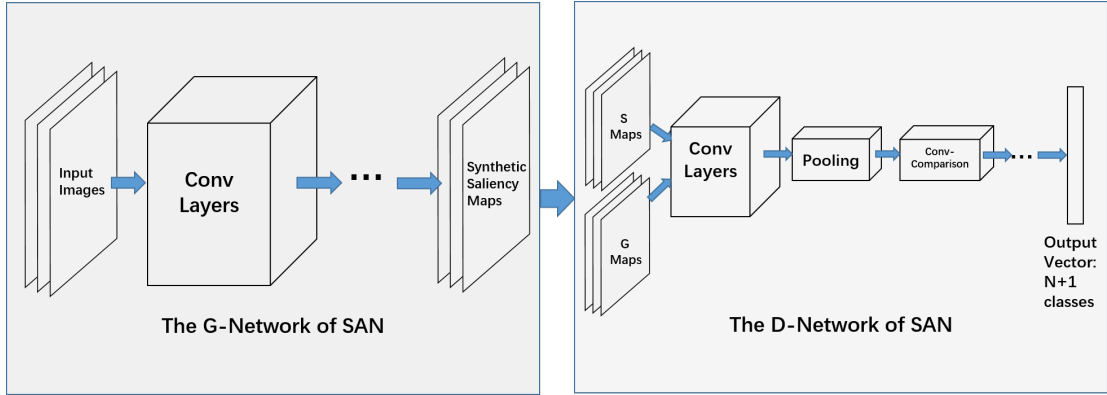 Input
Images
Conv
Layers
...
Synthetic
Saliency
Maps
The G-Network of SAN
S
Maps
G
Maps
Conv
Layers
Pooling
Conv-
Comparison
...
Output
Vector:
N+1
classes
The D-Network of SAN